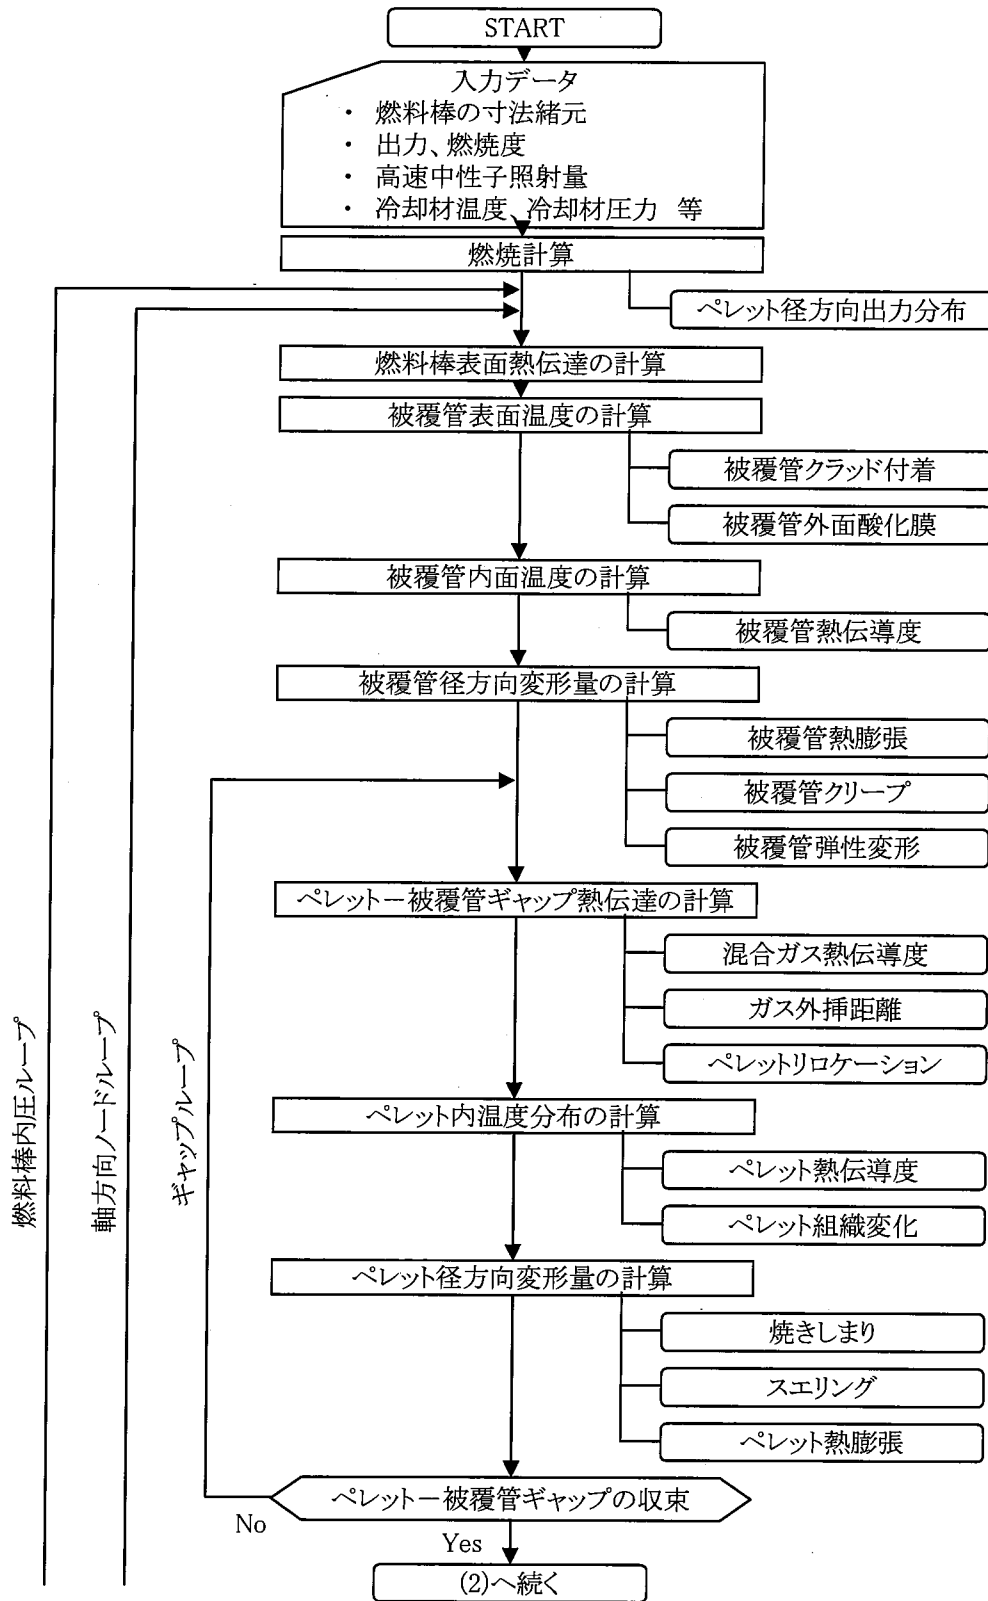 START
入力データ
・ 燃料棒の寸法緒元
・ 出力、燃焼度
・ 高速中性子照射量
・ 冷却材温度、冷却材圧力 等
燃焼計算
ペレット径方向出力分布
燃料棒表面熱伝達の計算
被覆管表面温度の計算
被覆管クラッド付着
被覆管外面酸化膜
被覆管内面温度の計算
被覆管熱伝導度
被覆管径方向変形量の計算
被覆管熱膨張
被覆管クリープ
被覆管弾性変形
ペレット－被覆管ギャップ熱伝達の計算
混合ガス熱伝導度
ガス外挿距離
ペレットリロケーション
ペレット内温度分布の計算
ペレット熱伝導度
ペレット組織変化
ペレット径方向変形量の計算
焼きしまり
スエリング
ペレット熱膨張
ペレット－被覆管ギャップの収束
No
Yes
(2)へ続く
燃料棒内圧ループ
軸方向ノードループ
ギャップループ